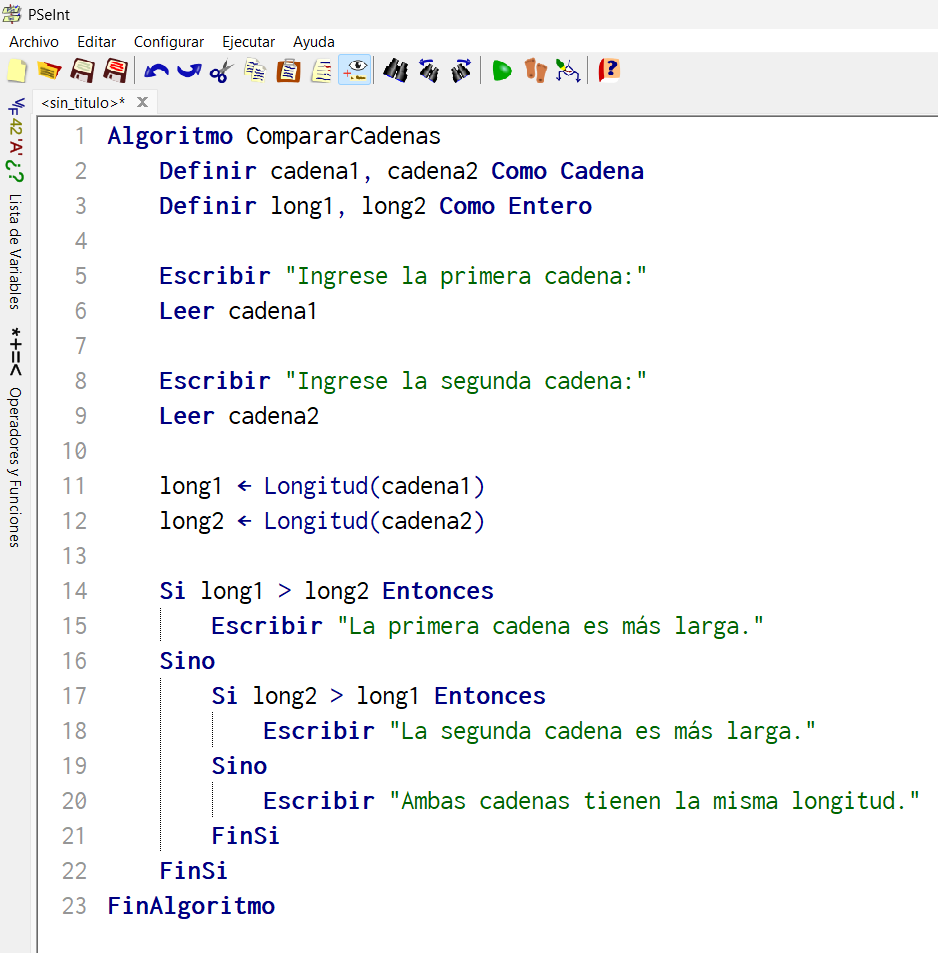 PSeInt
Archivo Editar Configurar Ejecutar Ayuda
<sin_titulo>* X
1 Algoritmo CompararCadenas
2 Definir cadena1, cadena2 Como Cadena
3 Definir long1, long2 Como Entero
4
5 Escribir "Ingrese la primera cadena:"
6 Leer cadena1
7
8 Escribir "Ingrese la segunda cadena:"
9 Leer cadena2
10
11 long1 ← Longitud(cadena1)
12 long2 ← Longitud(cadena2)
13
14 Si long1 > long2 Entonces
15 Escribir "La primera cadena es más larga."
16 Sino
17 Si long2 > long1 Entonces
18 Escribir "La segunda cadena es más larga."
19 Sino
20 Escribir "Ambas cadenas tienen la misma longitud."
21 FinSi
22 FinSi
23 FinAlgoritmo
VF 42 'A' ¿? Lista de Variables
*+=< Operadores y Funciones